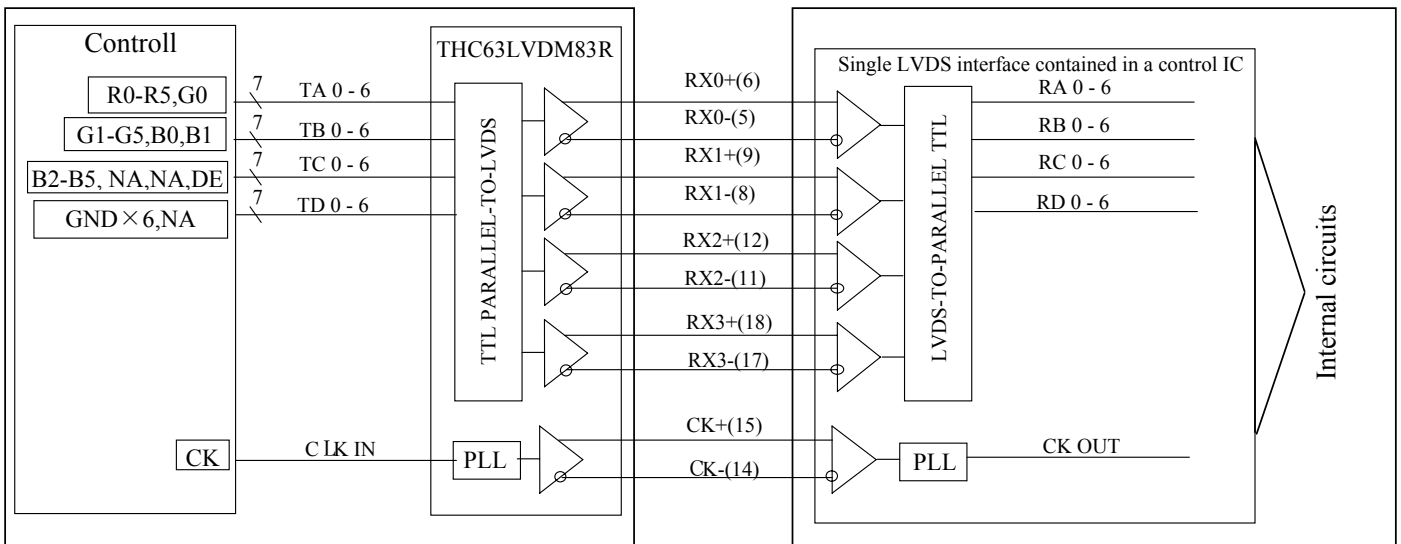 Controll
R0-R5,G0
G1-G5,B0,B1
B2-B5, NA,NA,DE
GND×6,NA
CK
7
TA 0 - 6
7
TB 0 - 6
7
TC 0 - 6
7
TD 0 - 6
CLK IN
THC63LVDM83R
TTL PARALLEL-TO-LVDS
PLL
RX0+(6)
RX0-(5)
RX1+(9)
RX1-(8)
RX2+(12)
RX2-(11)
RX3+(18)
RX3-(17)
CK+(15)
CK-(14)
Single LVDS interface contained in a control IC
LVDS-TO-PARALLEL TTL
PLL
RA 0 - 6
RB 0 - 6
RC 0 - 6
RD 0 - 6
CK OUT
Internal circuits